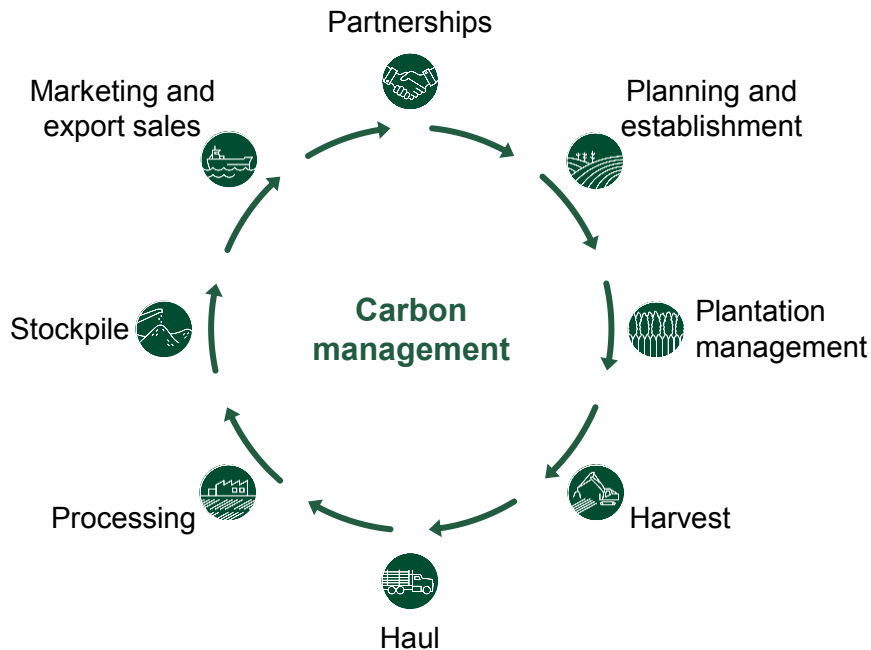 Partnerships
Planning and
establishment
Plantation
management
Harvest
Haul
Processing
Stockpile
Marketing and
export sales
Carbon
management